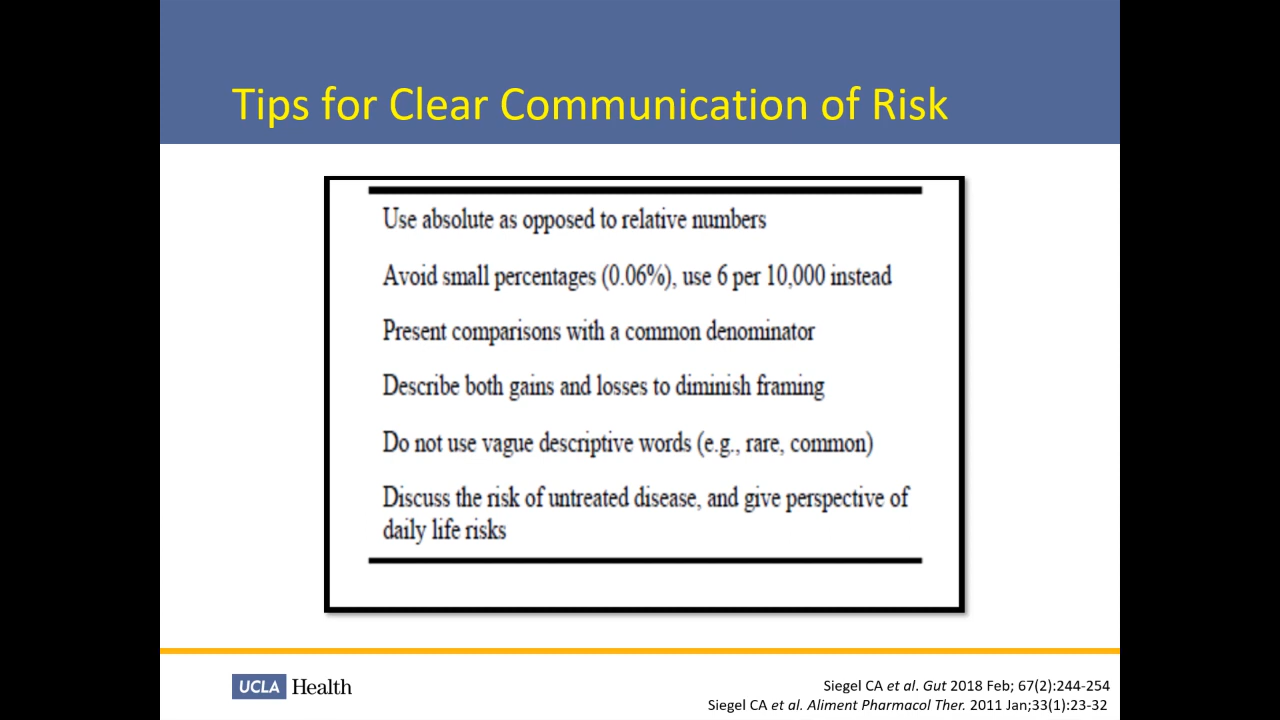 Tips for Clear Communication of Risk
Use absolute as opposed to relative numbers
Avoid small percentages (0.06%), use 6 per 10,000 instead
Present comparisons with a common denominator
Describe both gains and losses to diminish framing
Do not use vague descriptive words (e.g., rare, common)
Discuss the risk of untreated disease, and give perspective of
daily life risks
UCLA Health
Siegel CA et al. Gut 2018 Feb; 67(2):244-254
Siegel CA et al. Aliment Pharmacol Ther. 2011 Jan;33(1):23-32